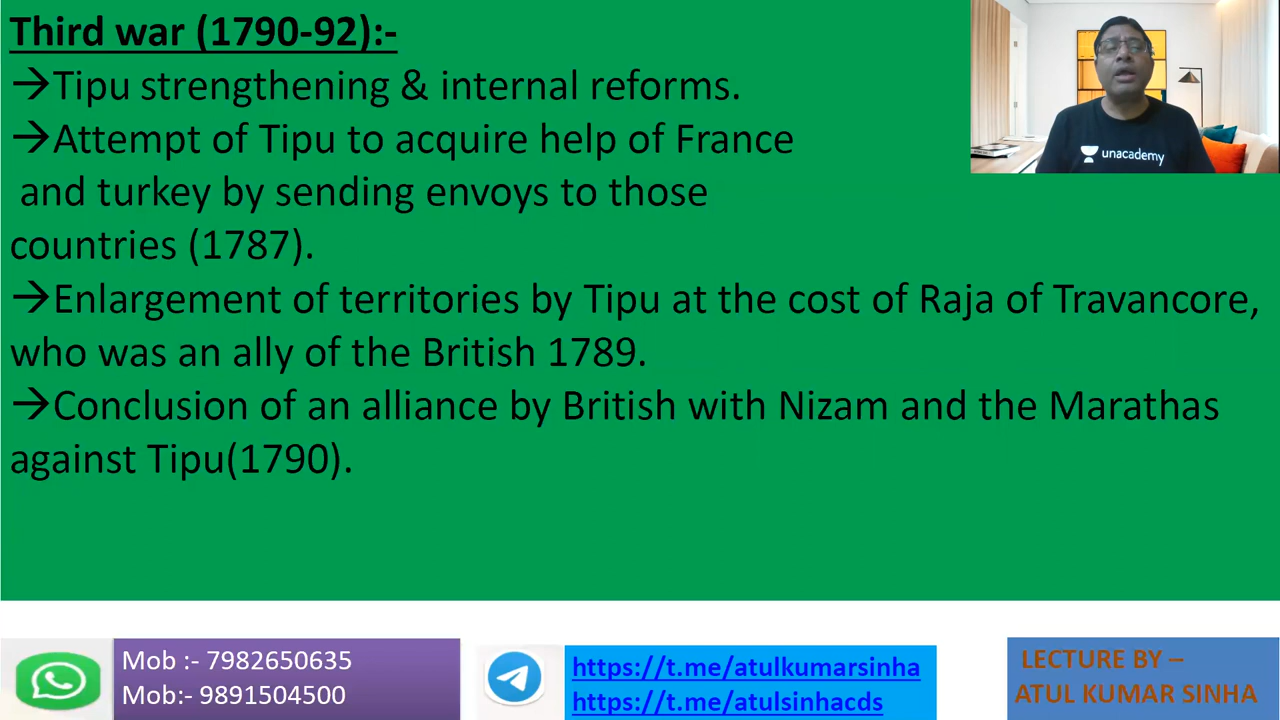 Third war (1790-92):-
→Tipu strengthening & internal reforms.
→Attempt of Tipu to acquire help of France
and turkey by sending envoys to those
countries (1787).
→Enlargement of territories by Tipu at the cost of Raja of Travancore,
who was an ally of the British 1789.
→Conclusion of an alliance by British with Nizam and the Marathas
against Tipu(1790).
unacademy
Mob :- 7982650635
Mob:- 9891504500
https://t.me/atulkumarsinha
https://t.me/atulsinhacds
LECTURE BY –
ATUL KUMAR SINHA